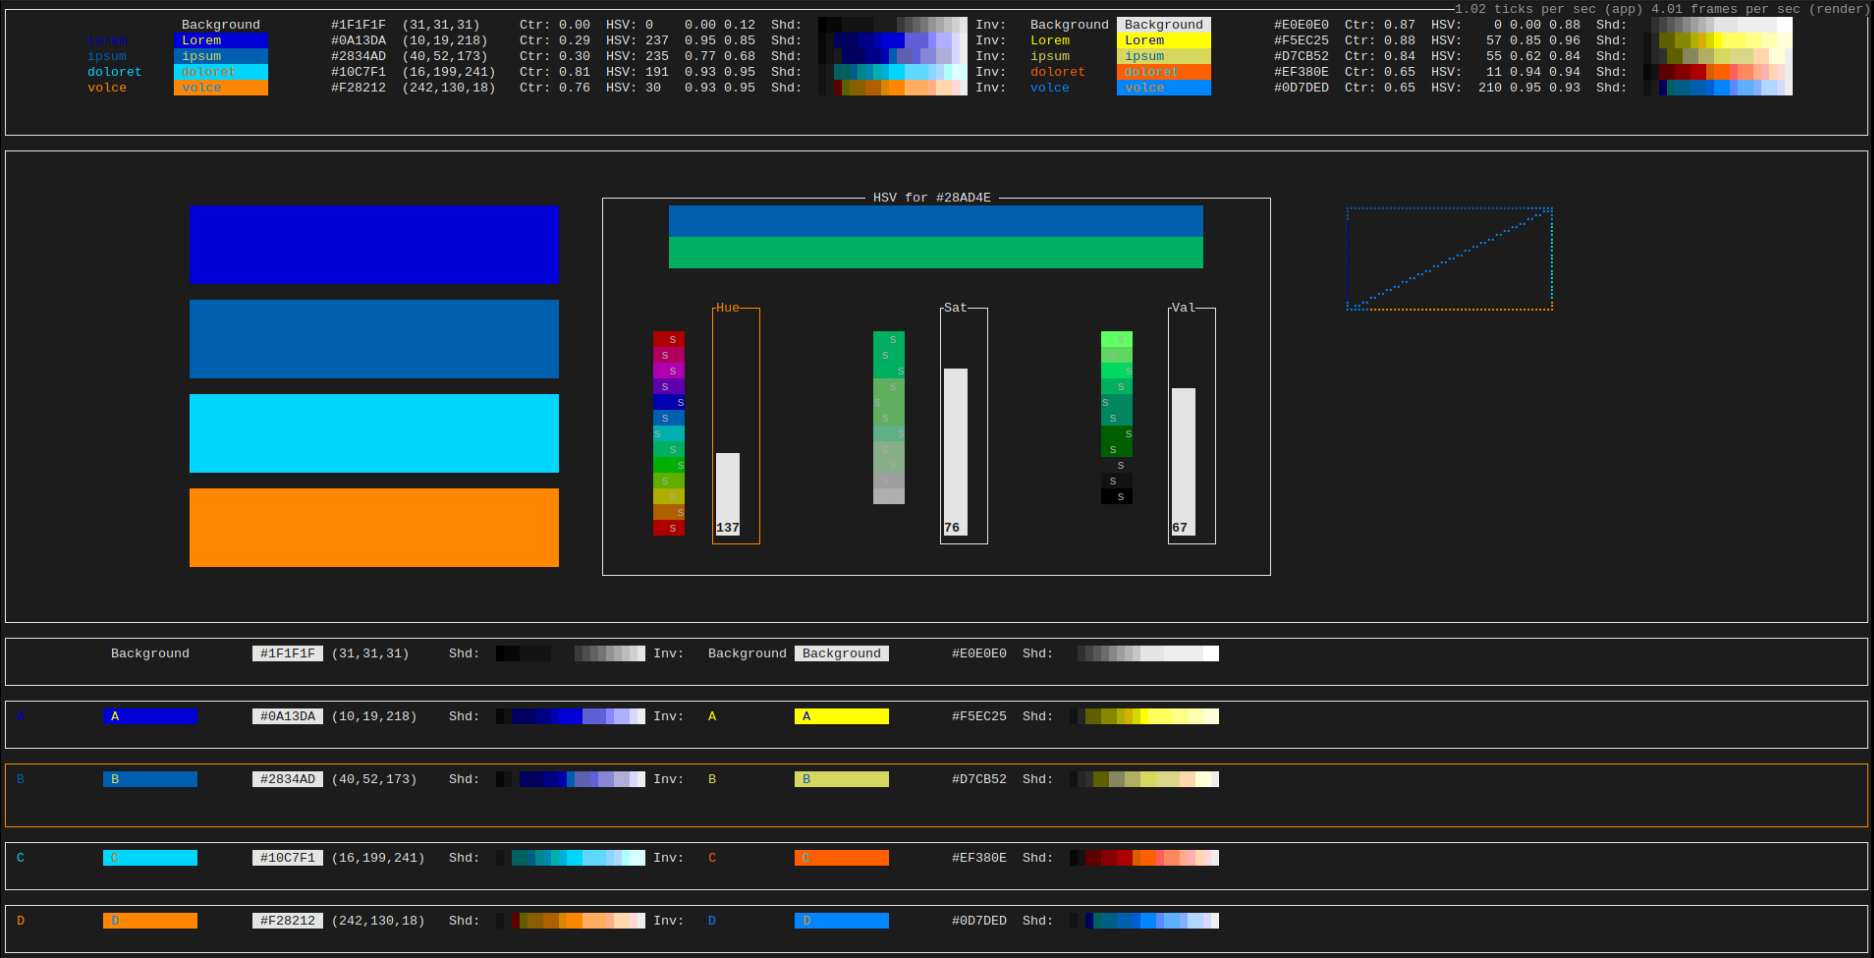 1.02 ticks per sec (app) 4.01 frames per sec (render)
Background #1F1F1F (31,31,31) Ctr: 0.00 HSV: 0 0.00 0.12 Shd: Inv: Background Background #E0E0E0 Ctr: 0.87 HSV: 0 0.00 0.88 Shd:
Lorem Lorem #0A13DA (10,19,218) Ctr: 0.29 HSV: 237 0.95 0.85 Shd: Inv: Lorem Lorem #F5EC25 Ctr: 0.88 HSV: 57 0.85 0.96 Shd:
ipsum ipsum #2834AD (40,52,173) Ctr: 0.30 HSV: 235 0.77 0.68 Shd: Inv: ipsum ipsum #D7CB52 Ctr: 0.84 HSV: 55 0.62 0.84 Shd:
doloret doloret #10C7F1 (16,199,241) Ctr: 0.81 HSV: 191 0.93 0.95 Shd: Inv: doloret doloret #EF380E Ctr: 0.65 HSV: 11 0.94 0.94 Shd:
volce volce #F28212 (242,130,18) Ctr: 0.76 HSV: 30 0.93 0.95 Shd: Inv: volce volce #0D7DED Ctr: 0.65 HSV: 210 0.95 0.93 Shd:
HSV for #28AD4E
Hue Sat Val
S S S
S S S
S S S
S S S
S S S
S S S
S S S
S S S
S S S
S S S
S S S
S
S
137 76 67
Background #1F1F1F (31,31,31) Shd: Inv: Background Background #E0E0E0 Shd:
A A #0A13DA (10,19,218) Shd: Inv: A A #F5EC25 Shd:
B B #2834AD (40,52,173) Shd: Inv: B B #D7CB52 Shd:
C C #10C7F1 (16,199,241) Shd: Inv: C C #EF380E Shd:
D D #F28212 (242,130,18) Shd: Inv: D D #0D7DED Shd: